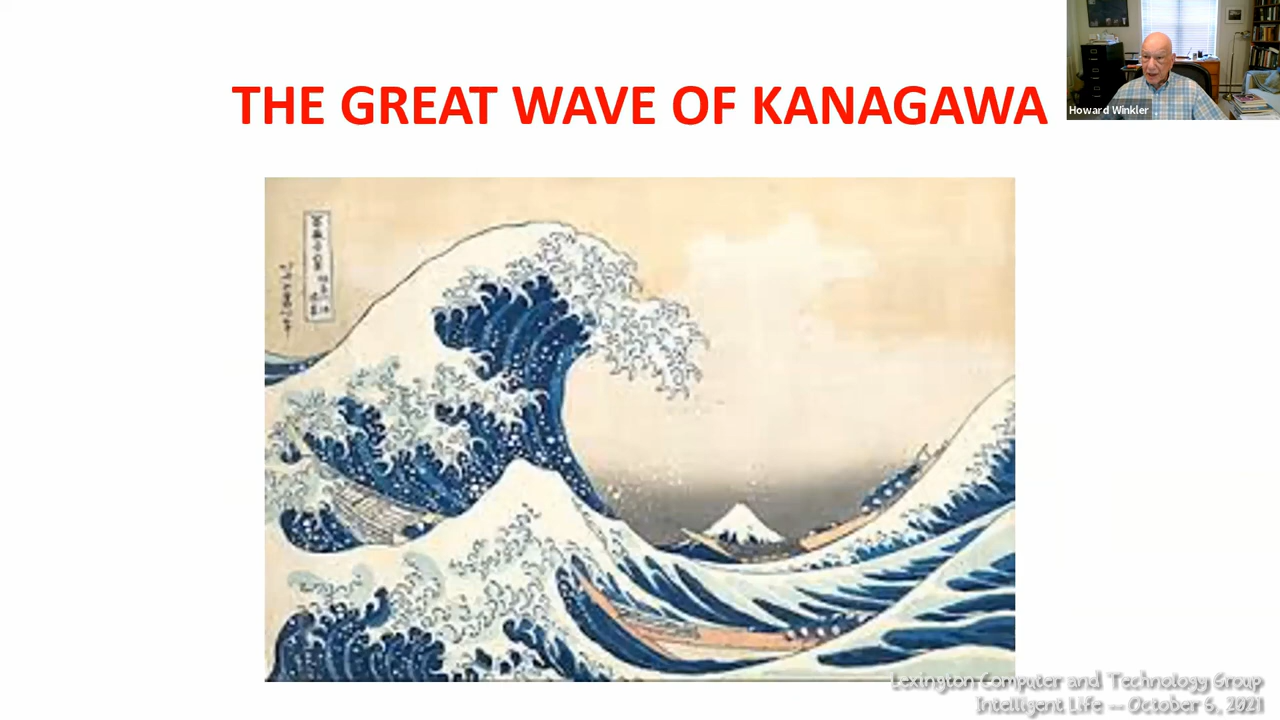 THE GREAT WAVE OF KANAGAWA
Howard Winkler
Lexington Computer and Technology Group
Intelligent Life -- October 6, 2021